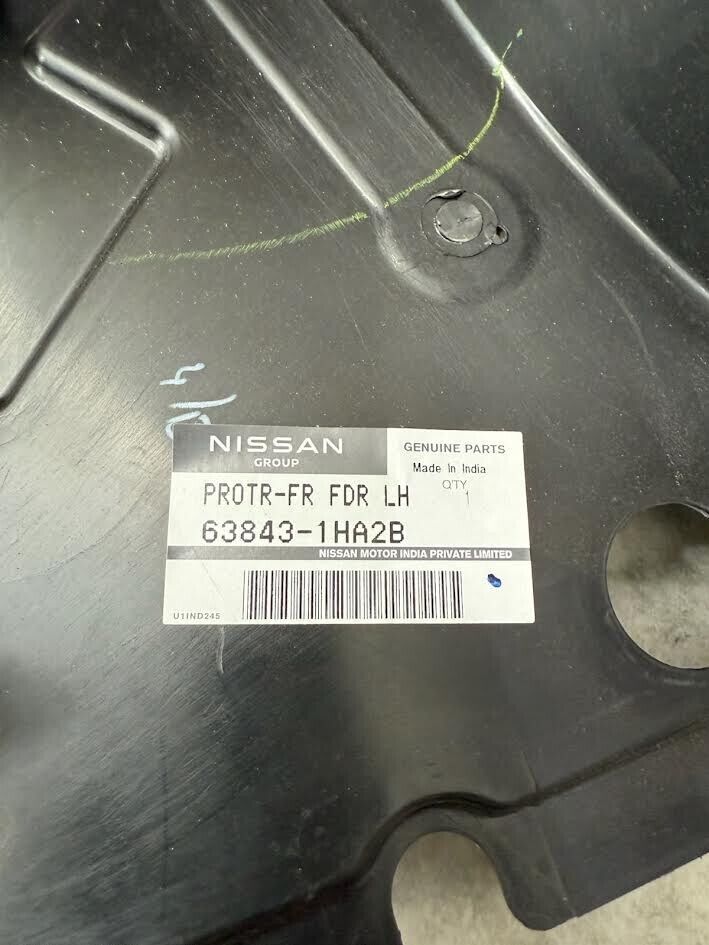 NISSAN
GROUP
GENUINE PARTS
Made In India
PROTR-FR FDR LH
Q'TY
1
63843-1HA2B
NISSAN MOTOR INDIA PRIVATE LIMITED
U1IND245